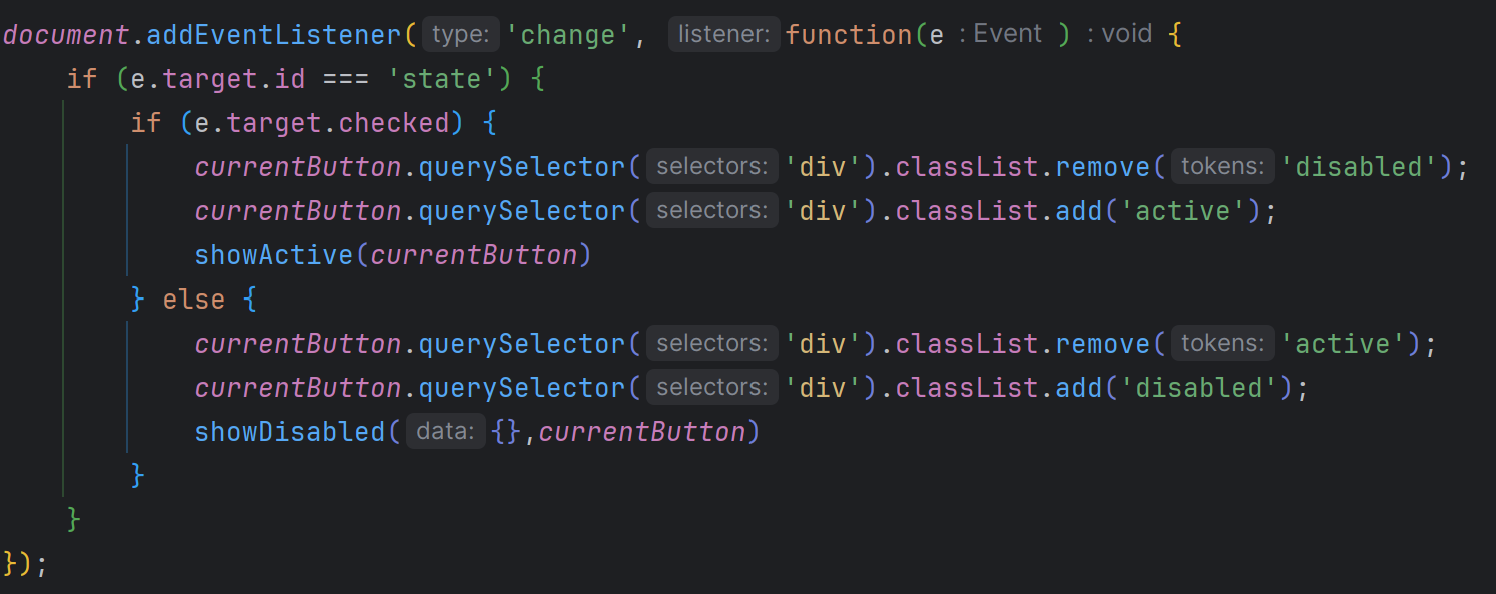 document.addEventListener( type: 'change', listener: function(e : Event ) : void {
    if (e.target.id === 'state') {
        if (e.target.checked) {
            currentButton.querySelector( selectors: 'div').classList.remove( tokens: 'disabled');
            currentButton.querySelector( selectors: 'div').classList.add('active');
            showActive(currentButton)
        } else {
            currentButton.querySelector( selectors: 'div').classList.remove( tokens: 'active');
            currentButton.querySelector( selectors: 'div').classList.add('disabled');
            showDisabled( data: {},currentButton)
        }
    }
});